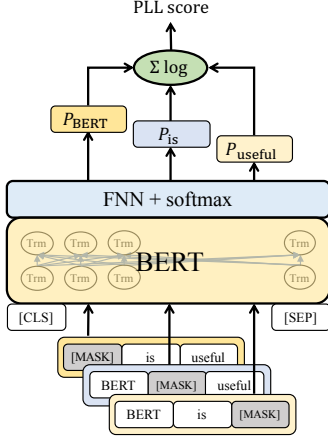 PLL score
Σ log
P_BERT
P_is
P_useful
FNN + softmax
Trm Trm Trm Trm
BERT
Trm Trm Trm Trm
[CLS] [SEP]
[MASK] is useful
BERT [MASK] useful
BERT is [MASK]